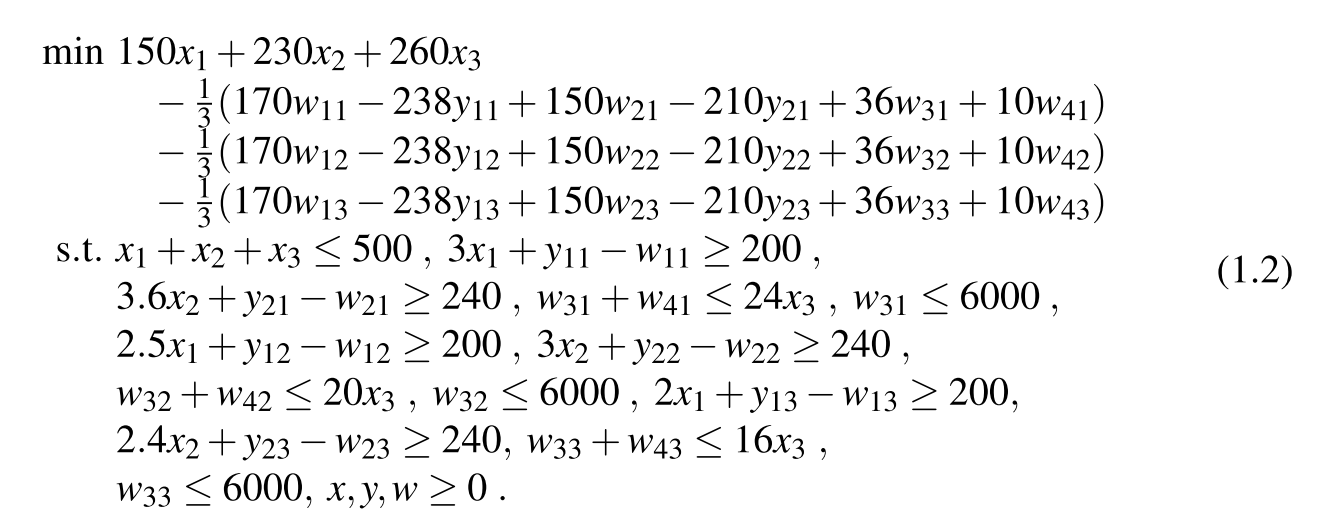 min 150x₁ + 230x₂ + 260x₃
− 1/3 (170w₁₁ − 238y₁₁ + 150w₂₁ − 210y₂₁ + 36w₃₁ + 10w₄₁)
− 1/3 (170w₁₂ − 238y₁₂ + 150w₂₂ − 210y₂₂ + 36w₃₂ + 10w₄₂)
− 1/3 (170w₁₃ − 238y₁₃ + 150w₂₃ − 210y₂₃ + 36w₃₃ + 10w₄₃)
s.t. x₁ + x₂ + x₃ ≤ 500 , 3x₁ + y₁₁ − w₁₁ ≥ 200 ,
(1.2)
3.6x₂ + y₂₁ − w₂₁ ≥ 240 , w₃₁ + w₄₁ ≤ 24x₃ , w₃₁ ≤ 6000 ,
2.5x₁ + y₁₂ − w₁₂ ≥ 200 , 3x₂ + y₂₂ − w₂₂ ≥ 240 ,
w₃₂ + w₄₂ ≤ 20x₃ , w₃₂ ≤ 6000 , 2x₁ + y₁₃ − w₁₃ ≥ 200,
2.4x₂ + y₂₃ − w₂₃ ≥ 240, w₃₃ + w₄₃ ≤ 16x₃ ,
w₃₃ ≤ 6000, x, y, w ≥ 0 .